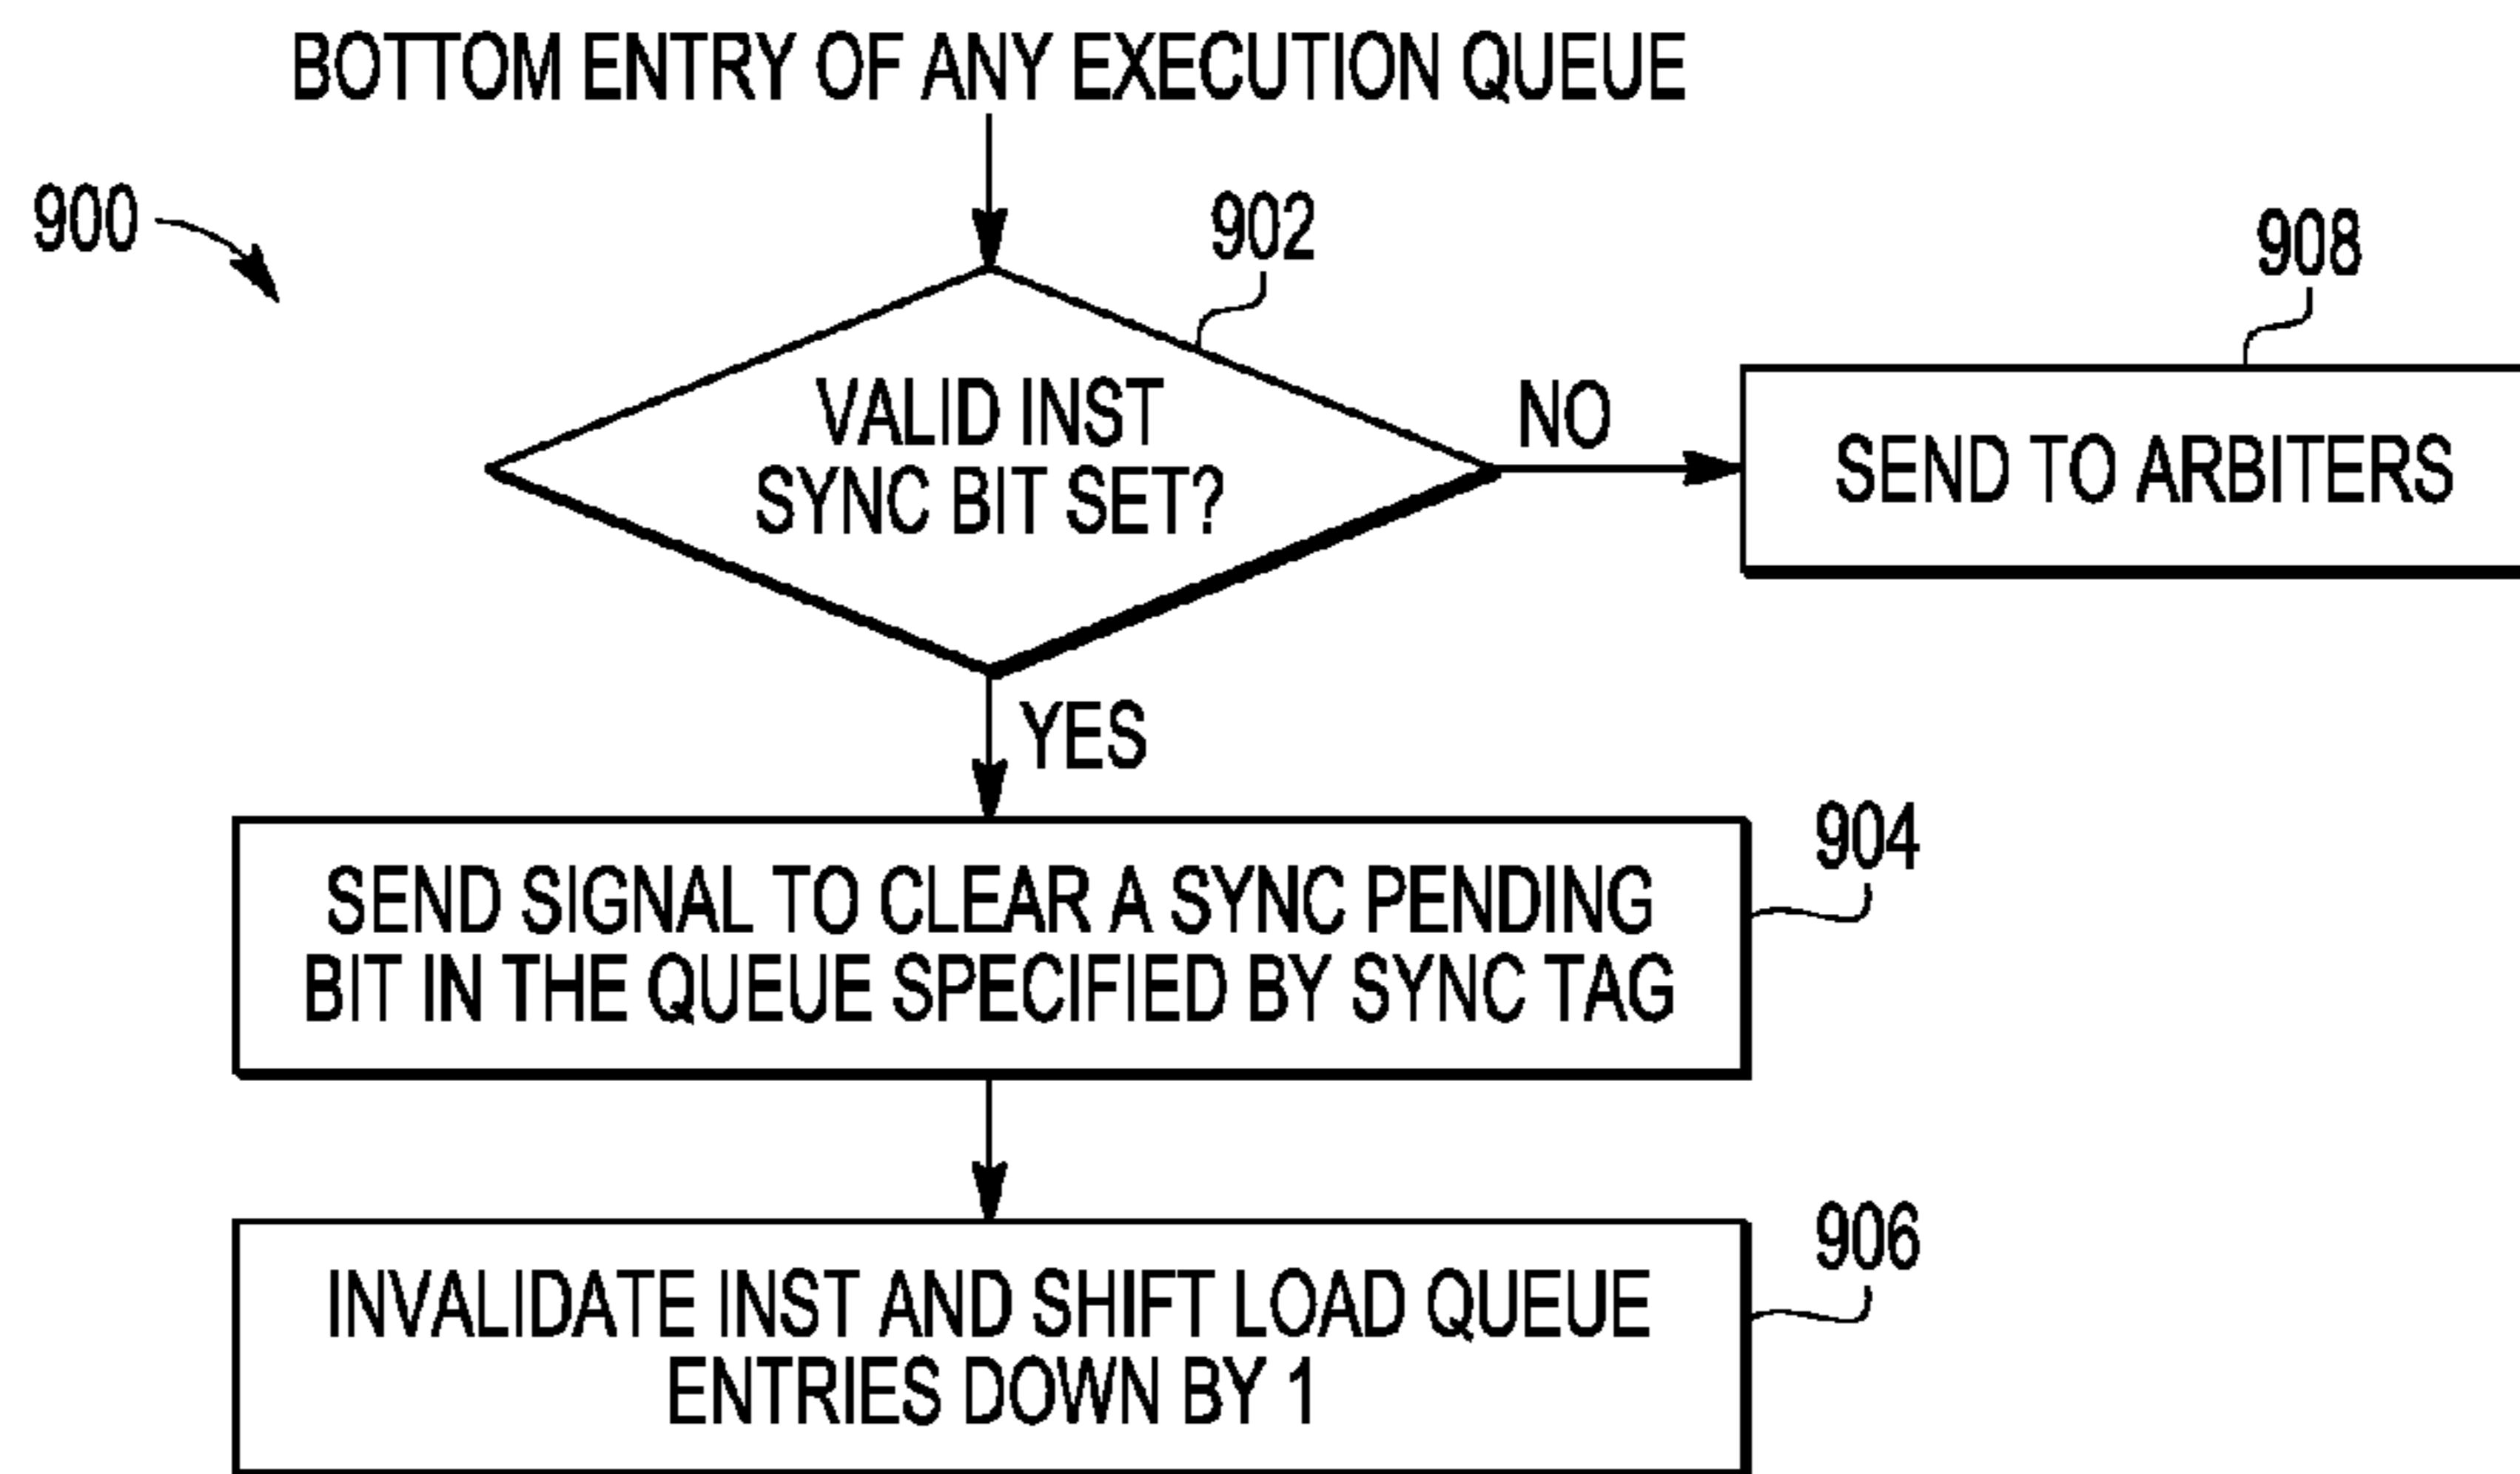 BOTTOM ENTRY OF ANY EXECUTION QUEUE
900
902
908
VALID INST
SYNC BIT SET?
NO
SEND TO ARBITERS
YES
904
SEND SIGNAL TO CLEAR A SYNC PENDING
BIT IN THE QUEUE SPECIFIED BY SYNC TAG
906
INVALIDATE INST AND SHIFT LOAD QUEUE
ENTRIES DOWN BY 1